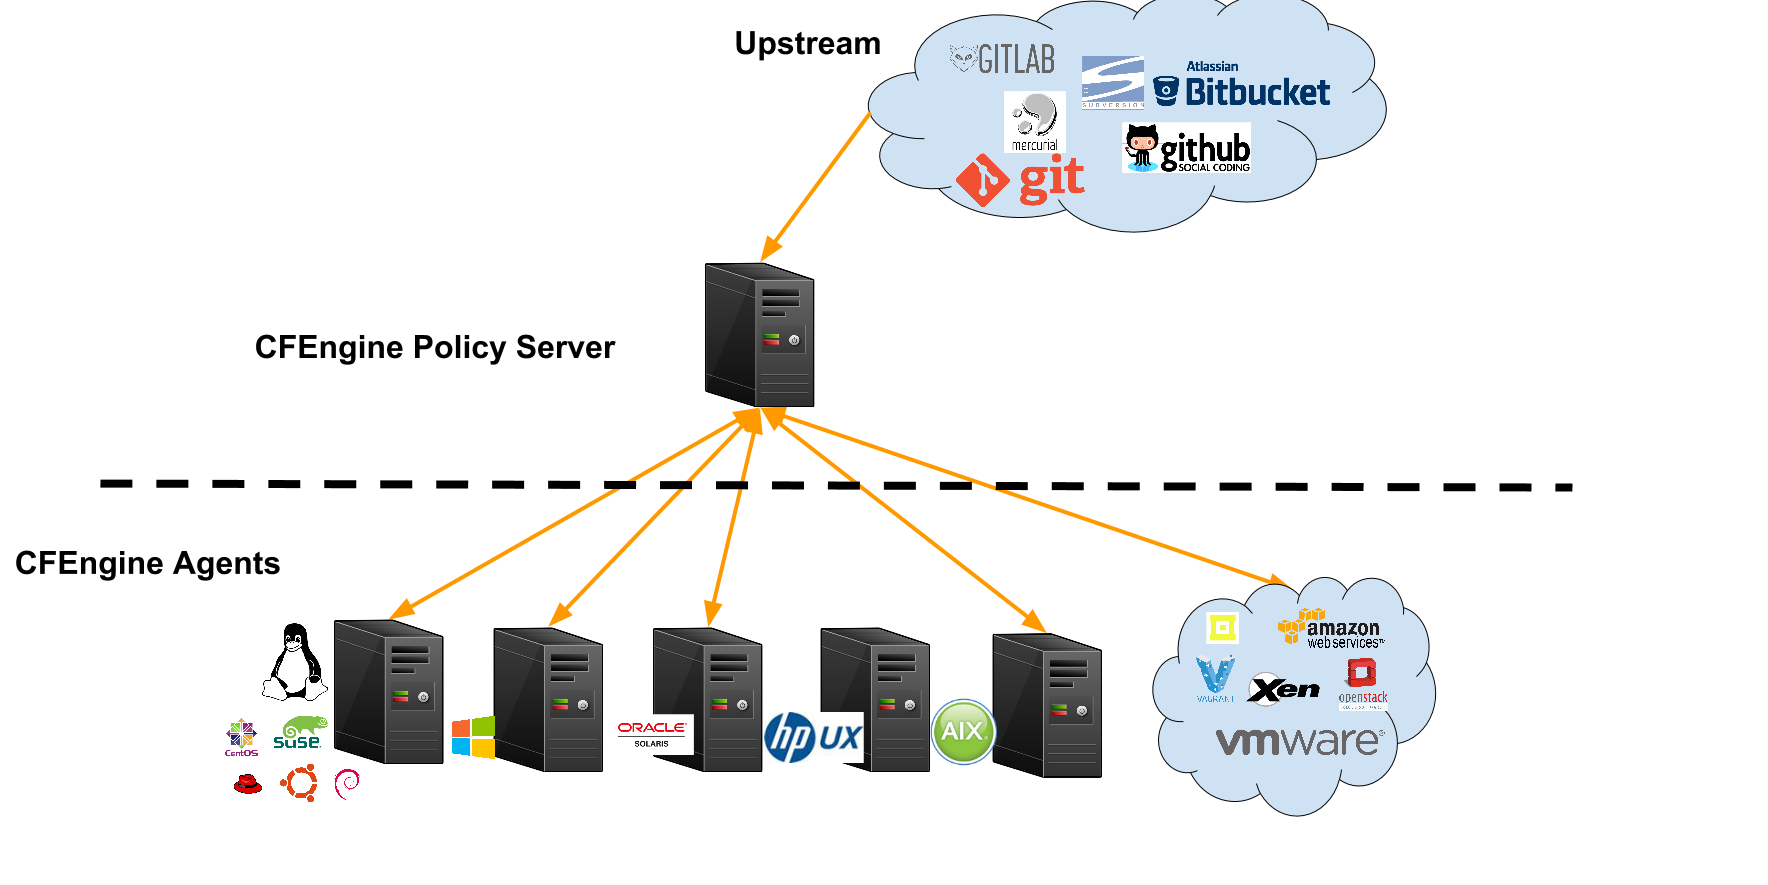 Upstream
GITLAB
SUBVERSION
Atlassian
Bitbucket
mercurial
github
SOCIAL CODING
git
CFEngine Policy Server
CFEngine Agents
CentOS
SUSE
ORACLE
SOLARIS
hp UX
AIX
amazon
web services™
VAGRANT
Xen
openstack
vmware®